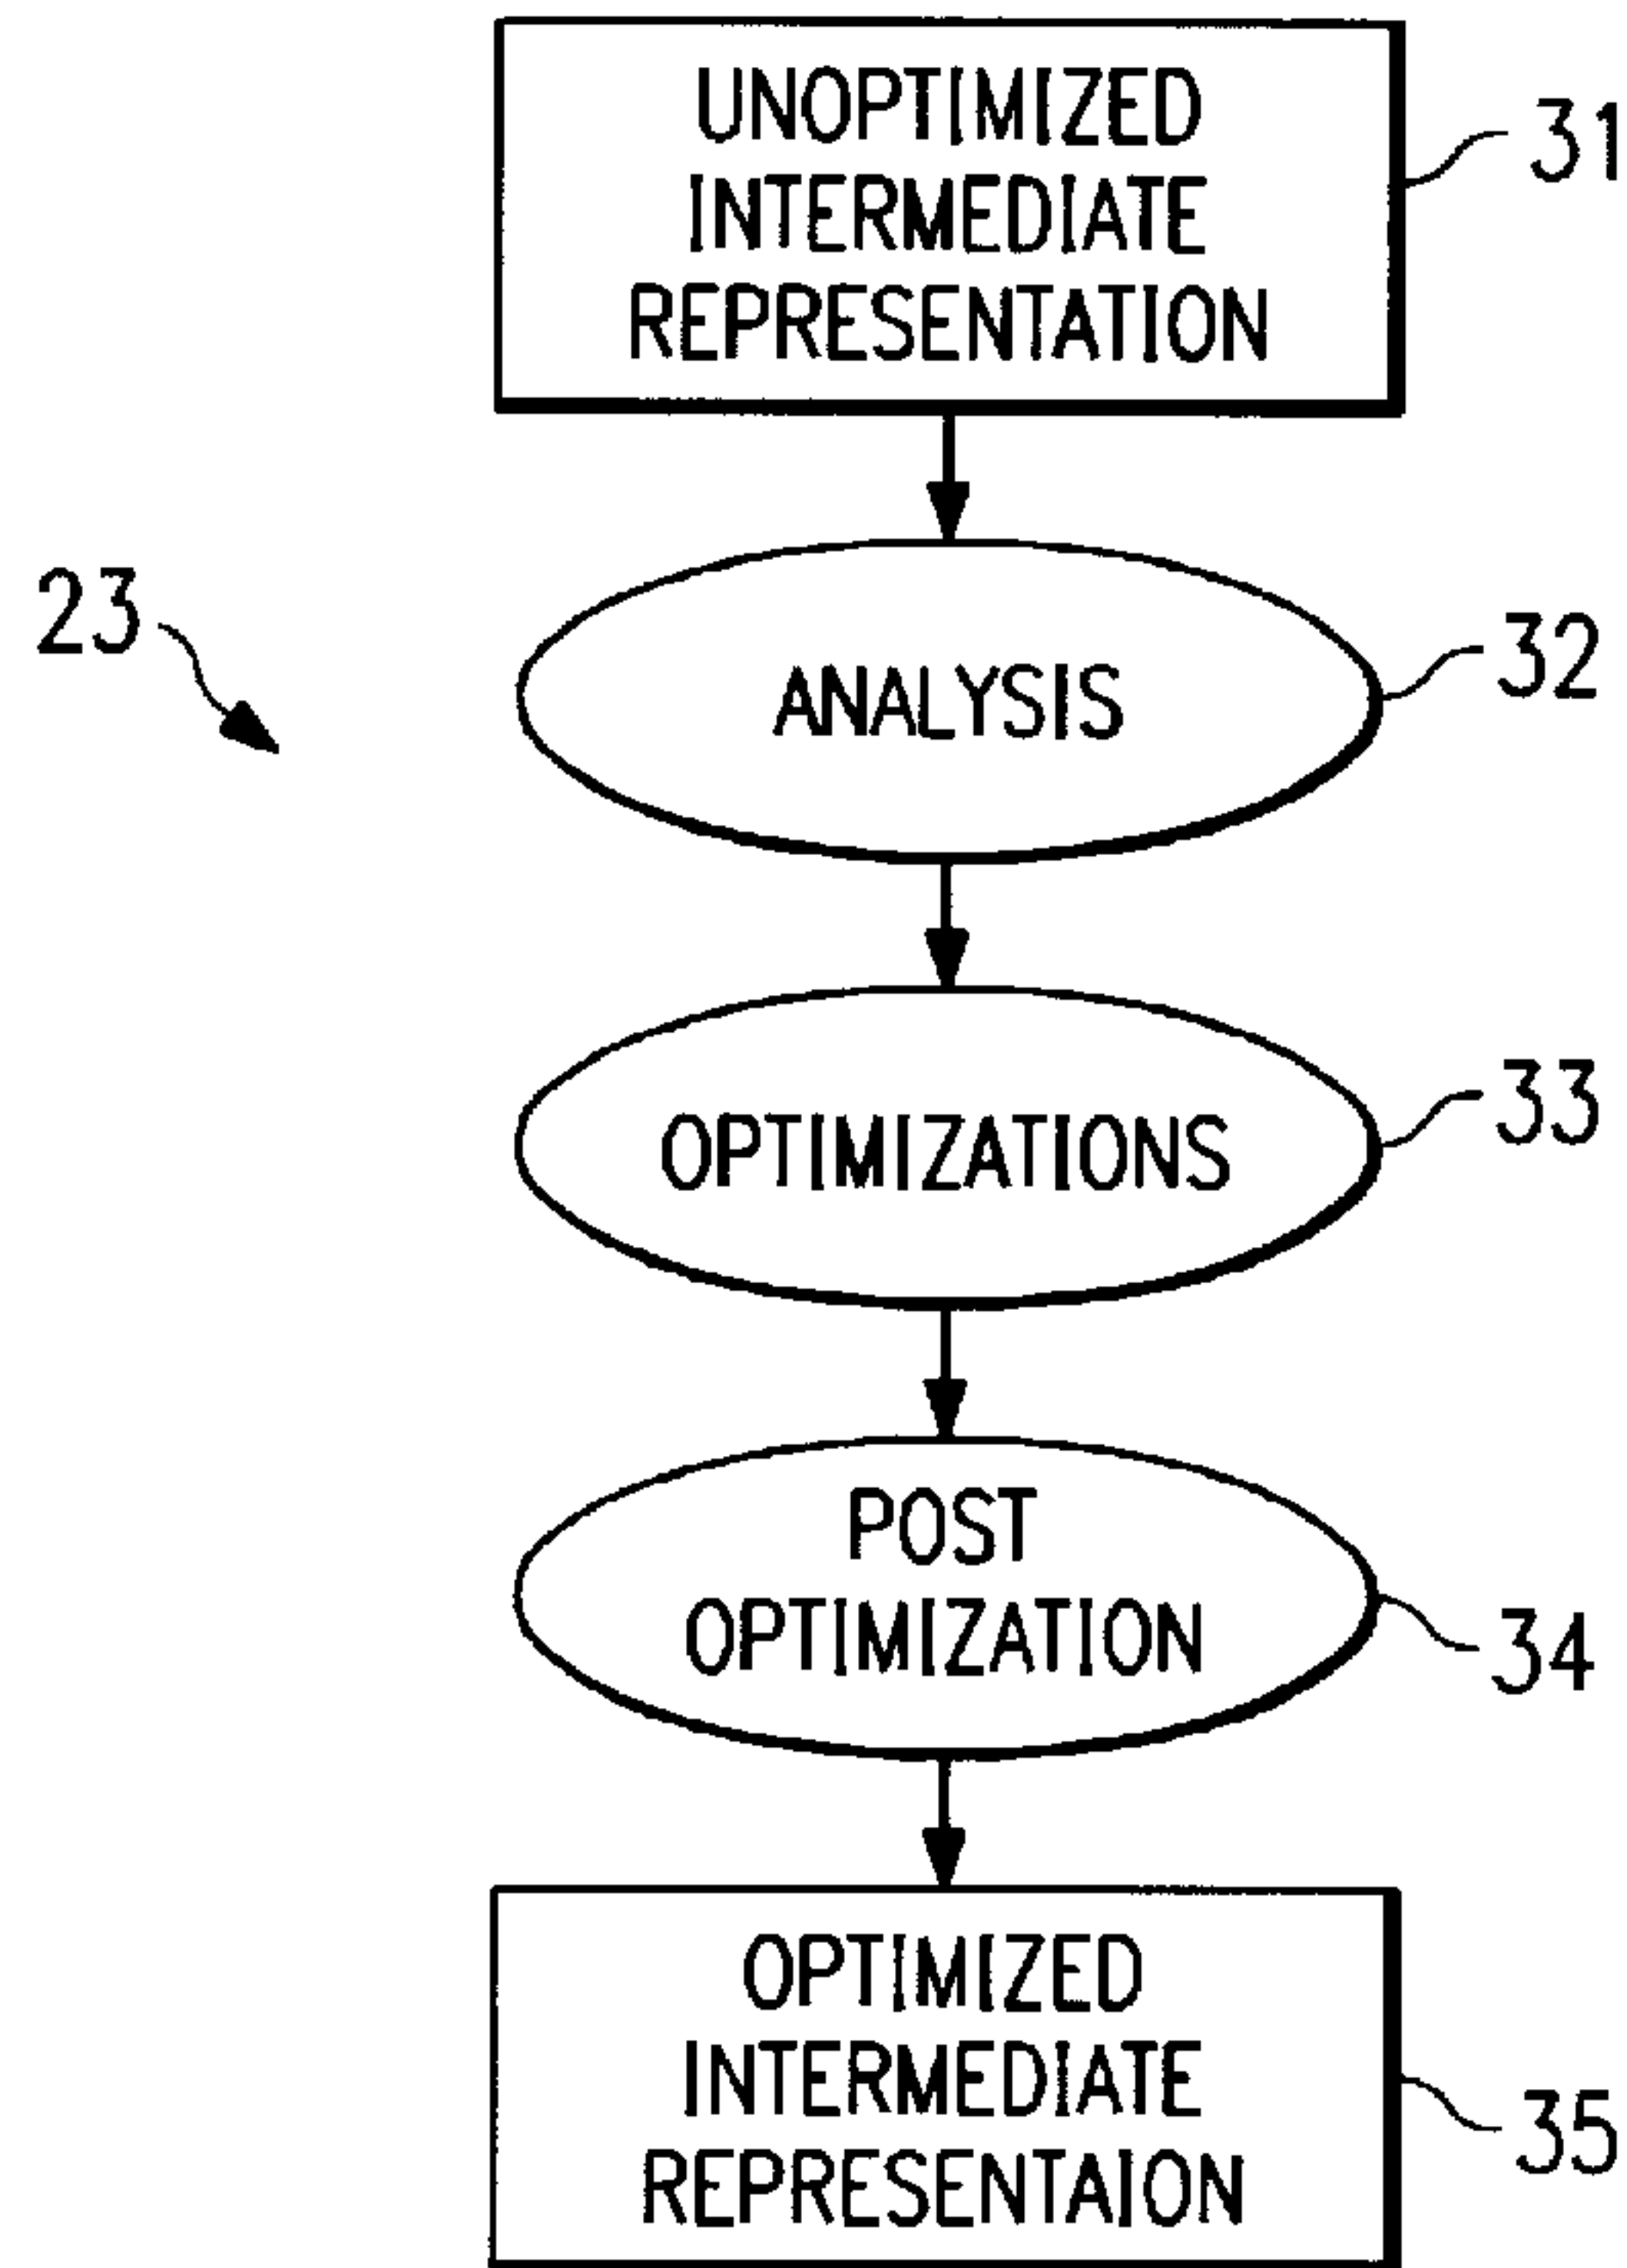 UNOPTIMIZED
INTERMEDIATE
REPRESENTATION
31
23
ANALYSIS
32
OPTIMIZATIONS
33
POST
OPTIMIZATION
34
OPTIMIZED
INTERMEDIATE
REPRESENTAION
35